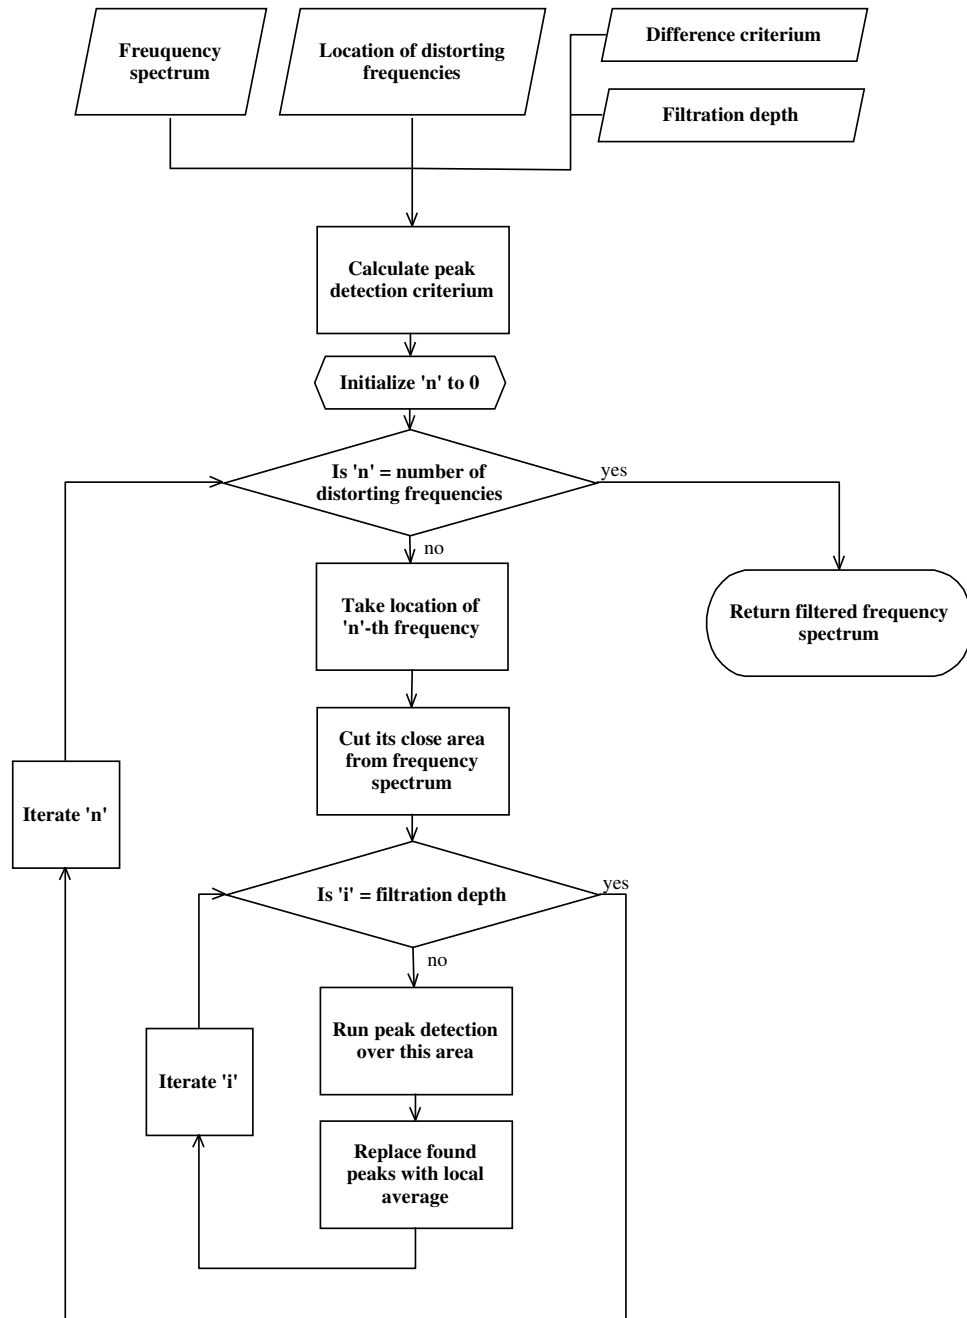 Freuquency
spectrum
Location of distorting
frequencies
Difference criterium
Filtration depth
Calculate peak
detection criterium
Initialize 'n' to 0
Is 'n' = number of
distorting frequencies
yes
no
Take location of
'n'-th frequency
Return filtered frequency
spectrum
Cut its close area
from frequency
spectrum
Iterate 'n'
Is 'i' = filtration depth
yes
no
Run peak detection
over this area
Iterate 'i'
Replace found
peaks with local
average